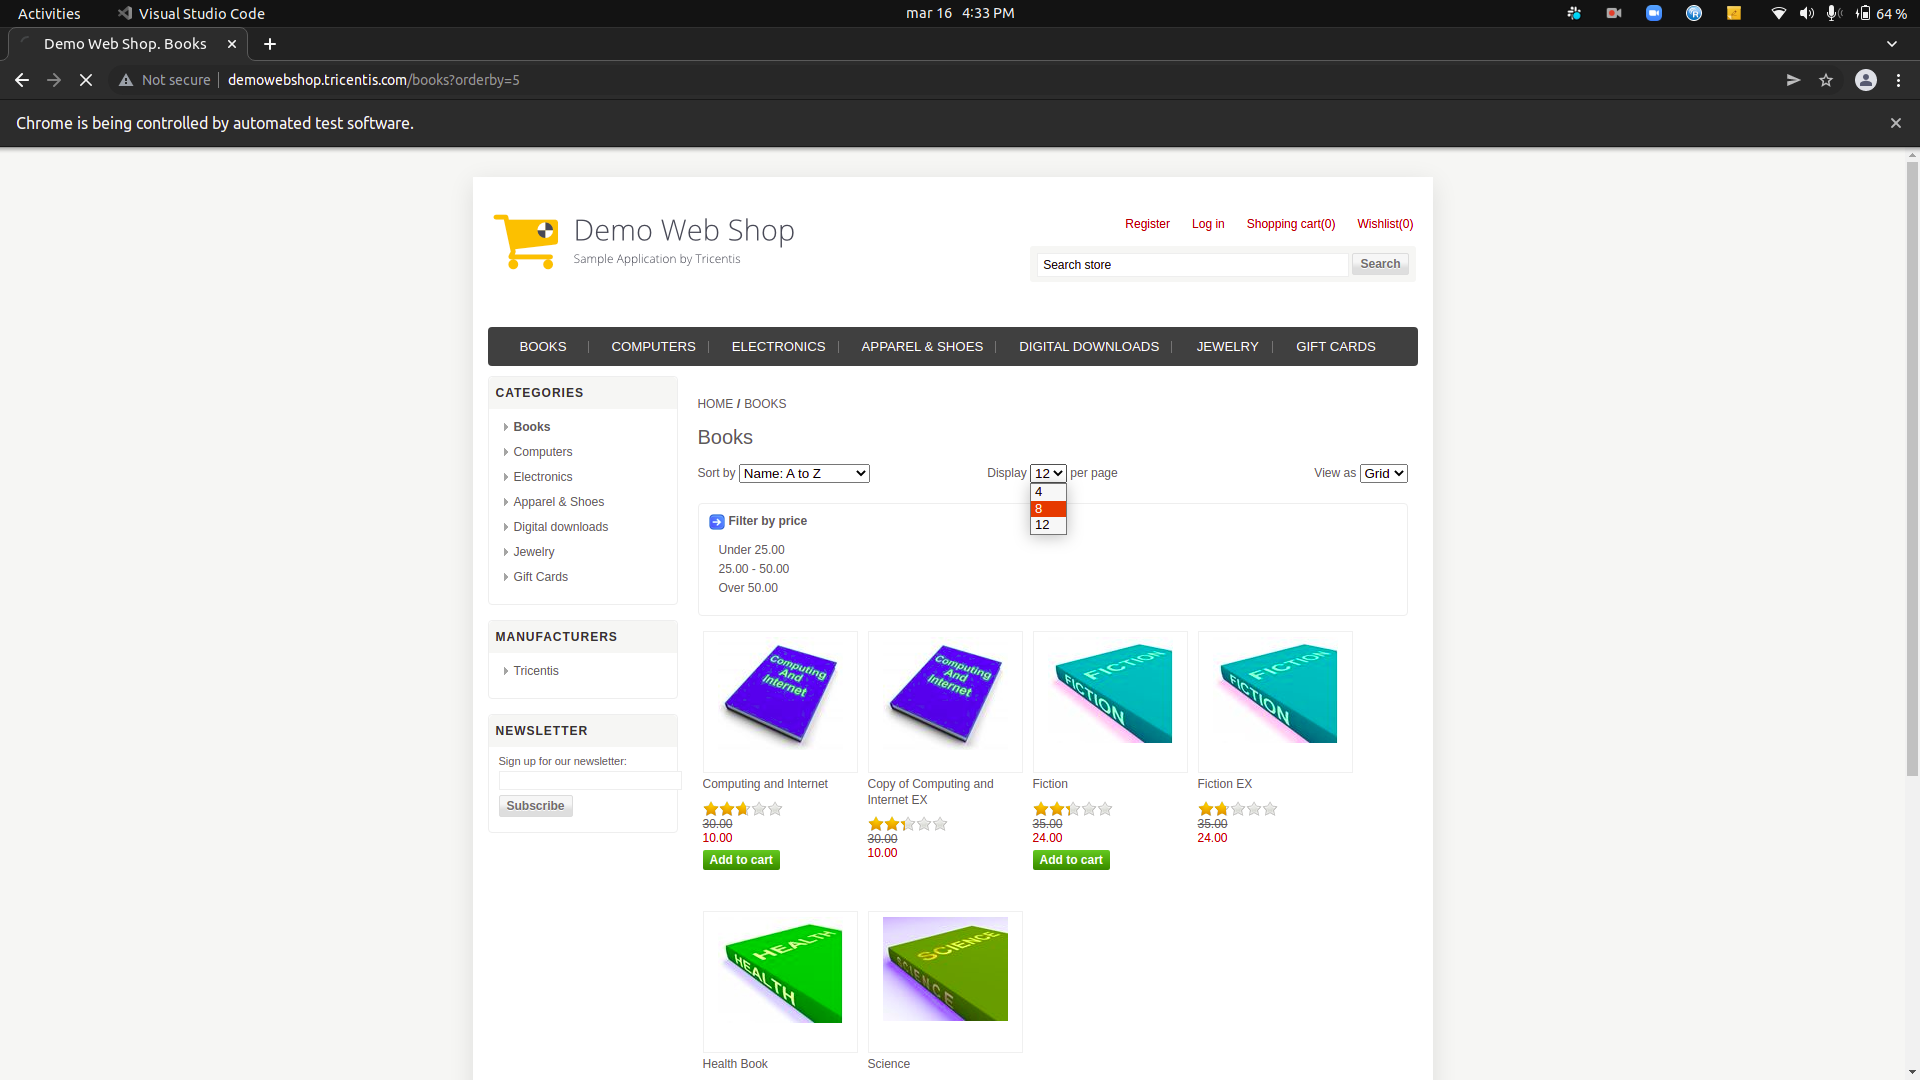 Activities
Visual Studio Code
mar 16 4:33 PM
64 %
Demo Web Shop. Books
Not secure
demowebshop.tricentis.com/books?orderby=5
Chrome is being controlled by automated test software.
Demo Web Shop
Sample Application by Tricentis
Register Log in Shopping cart(0) Wishlist(0)
Search store
Search
BOOKS COMPUTERS ELECTRONICS APPAREL & SHOES DIGITAL DOWNLOADS JEWELRY GIFT CARDS
CATEGORIES
Books
Computers
Electronics
Apparel & Shoes
Digital downloads
Jewelry
Gift Cards
MANUFACTURERS
Tricentis
NEWSLETTER
Sign up for our newsletter:
Subscribe
HOME / BOOKS
Books
Sort by Name: A to Z
Display 12 per page
View as Grid
4
8
12
Filter by price
Under 25.00
25.00 - 50.00
Over 50.00
Computing And Internet
Computing and Internet
30.00
10.00
Add to cart
Computing And Internet
Copy of Computing and
Internet EX
30.00
10.00
FICTION
FICTION
Fiction
35.00
24.00
Add to cart
FICTION
FICTION
Fiction EX
35.00
24.00
HEALTH
HEALTH
Health Book
SCIENCE
SCIENCE
Science